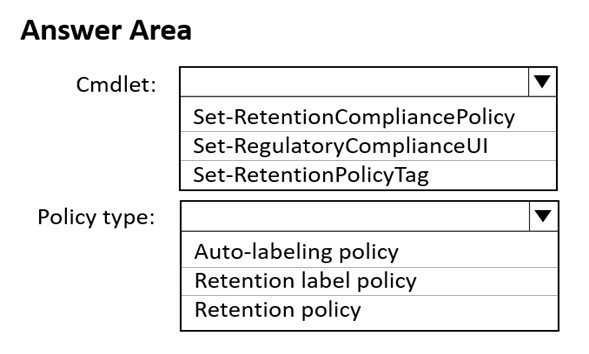 Answer Area
Cmdlet:
Set-RetentionCompliancePolicy
Set-RegulatoryComplianceUI
Set-RetentionPolicyTag
Policy type:
Auto-labeling policy
Retention label policy
Retention policy